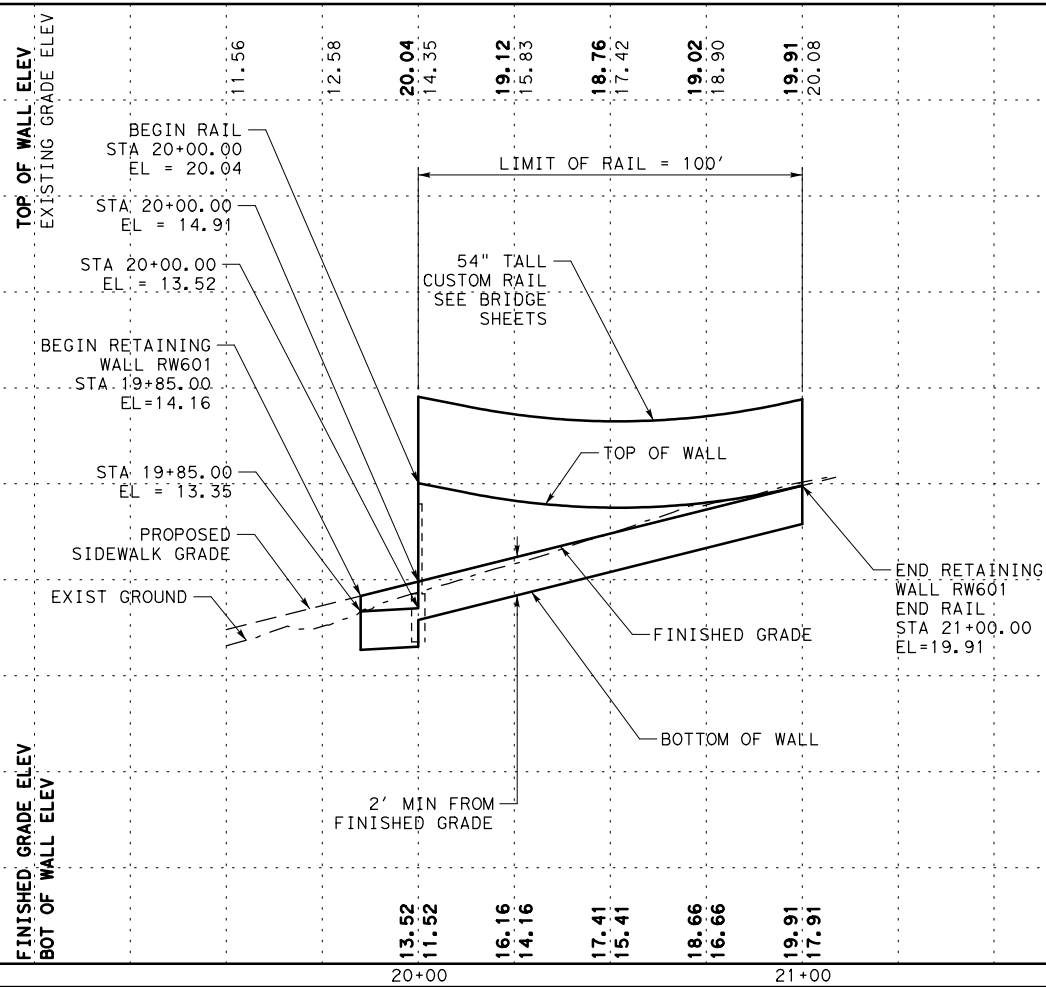 TOP OF WALL ELEV
EXISTING GRADE ELEV
11.56
12.58
20.04
14.35
19.12
15.83
18.76
17.42
19.02
18.90
19.91
20.08
BEGIN RAIL
STA 20+00.00
EL = 20.04
LIMIT OF RAIL = 100'
STA 20+00.00
EL = 14.91
STA 20+00.00
EL = 13.52
54" TALL
CUSTOM RAIL
SEE BRIDGE
SHEETS
BEGIN RETAINING
WALL RW601
STA 19+85.00
EL=14.16
TOP OF WALL
STA 19+85.00
EL = 13.35
PROPOSED
SIDEWALK GRADE
EXIST GROUND
END RETAINING
WALL RW601
END RAIL
STA 21+00.00
EL=19.91
FINISHED GRADE
BOTTOM OF WALL
2' MIN FROM
FINISHED GRADE
FINISHED GRADE ELEV
BOT OF WALL ELEV
13.52
11.52
16.16
14.16
17.41
15.41
18.66
16.66
19.91
17.91
20+00
21+00